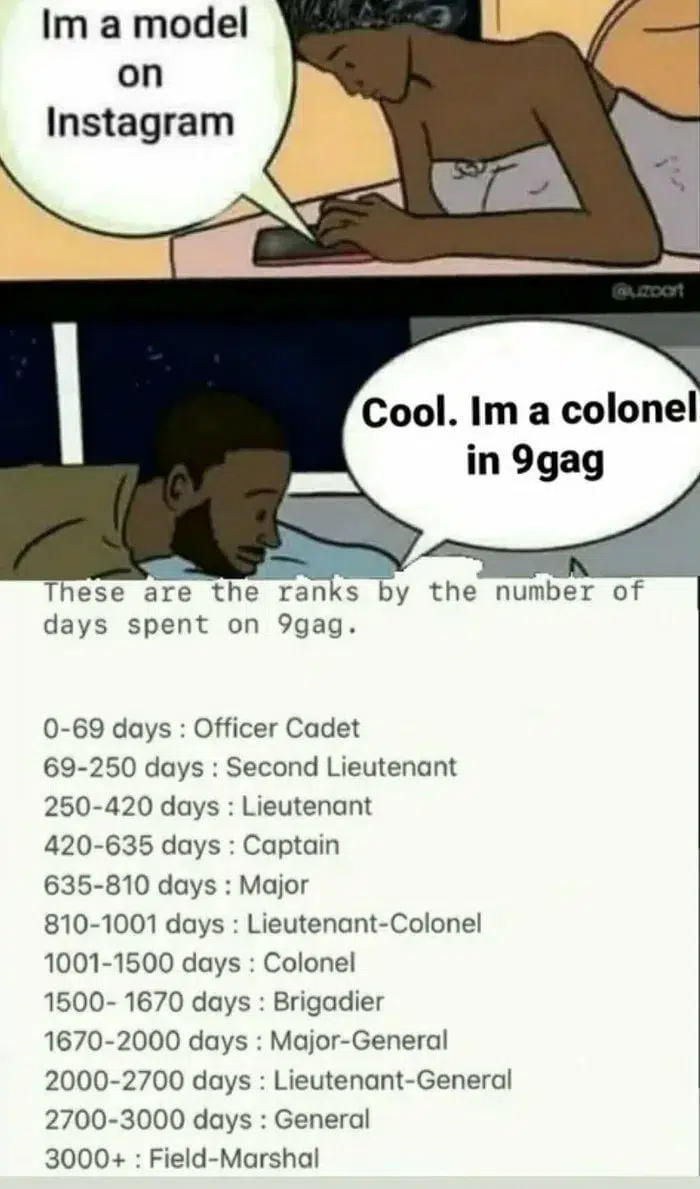 Im a model
on
Instagram
@uzoart
Cool. Im a colonel
in 9gag
These are the ranks by the number of
days spent on 9gag.
0-69 days : Officer Cadet
69-250 days : Second Lieutenant
250-420 days : Lieutenant
420-635 days : Captain
635-810 days : Major
810-1001 days : Lieutenant-Colonel
1001-1500 days : Colonel
1500- 1670 days : Brigadier
1670-2000 days : Major-General
2000-2700 days : Lieutenant-General
2700-3000 days : General
3000+ : Field-Marshal